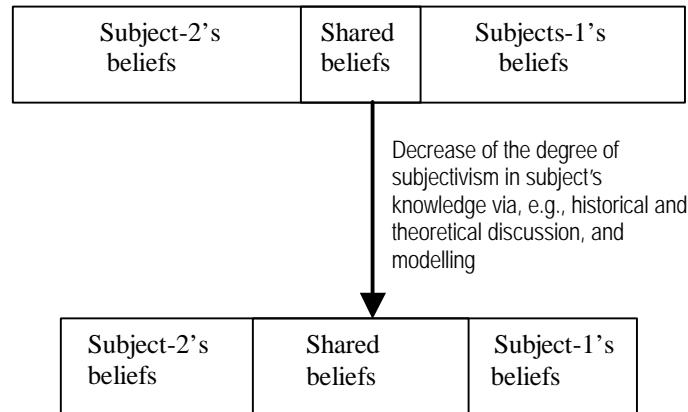 Subject-2's
beliefs
Shared
beliefs
Subjects-1's
beliefs
Decrease of the degree of
subjectivism in subject's
knowledge via, e.g., historical and
theoretical discussion, and
modelling
Subject-2's
beliefs
Shared
beliefs
Subject-1's
beliefs